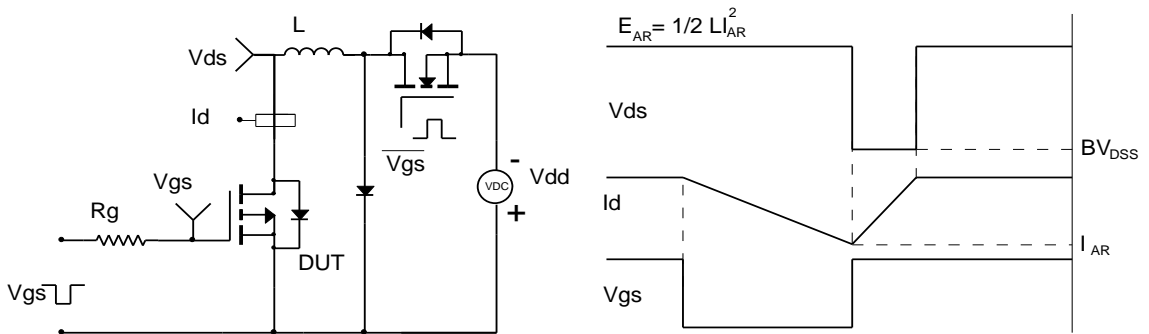 L
Vds
Id
Vgs
Rg
Vgs
DUT
Vgs
VDC
-
Vdd
+
E_AR = 1/2 LI_AR^2
Vds
BV_DSS
Id
I_AR
Vgs